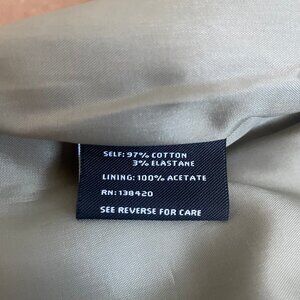 SELF: 97% COTTON
3% ELASTANE
LINING: 100% ACETATE
RN: 138420
SEE REVERSE FOR CARE